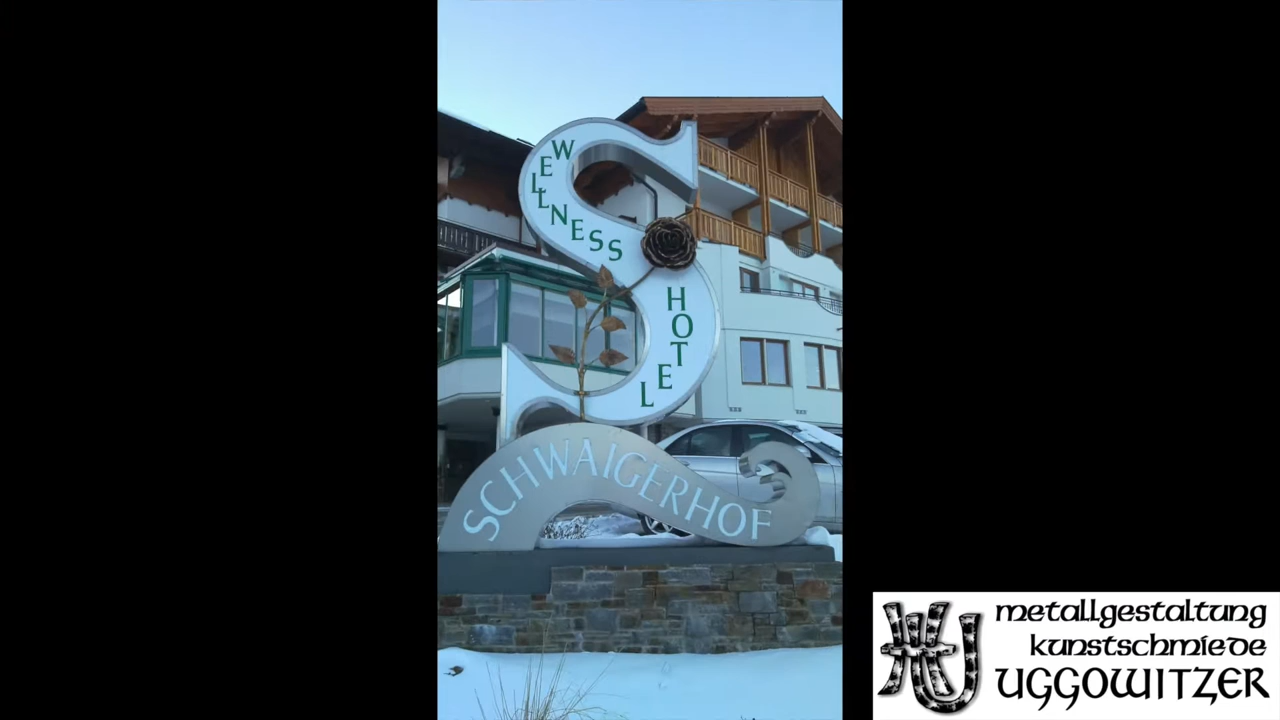 WELLNESS
HOTEL
SCHWAIGERHOF
metallgestaltung
kunstschmiede
UGGOWITZER